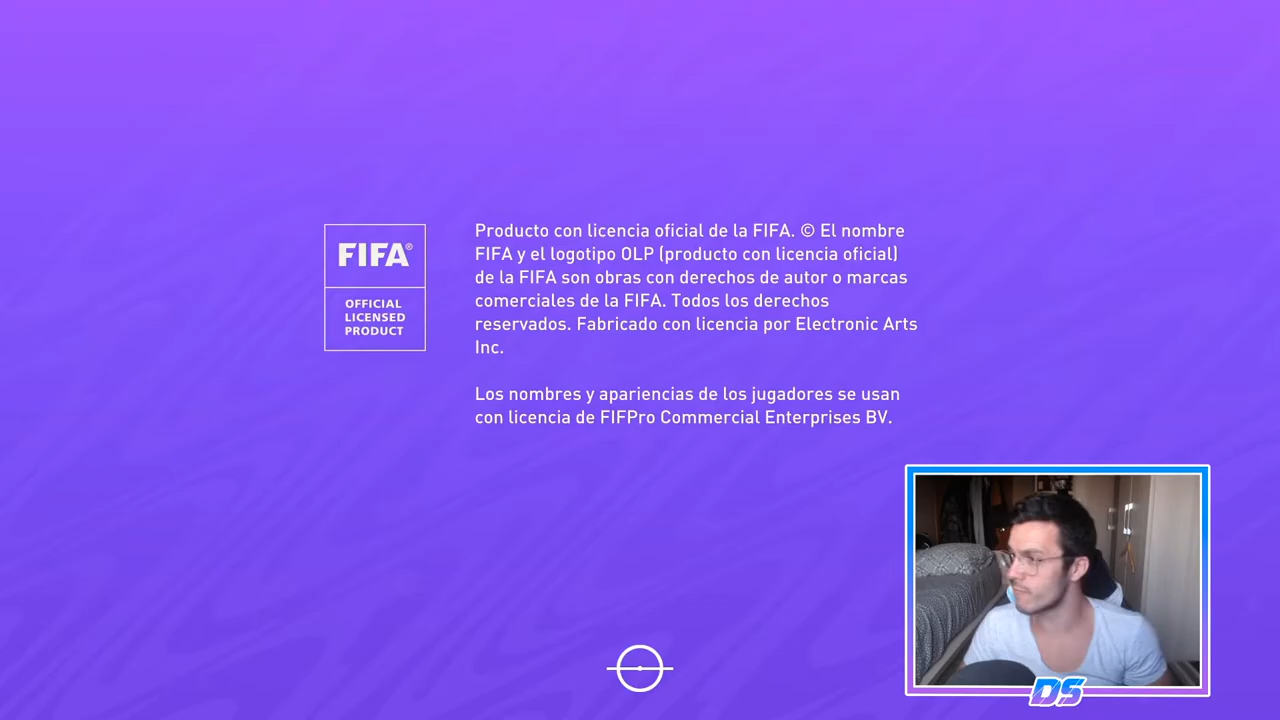 FIFA®
OFFICIAL
LICENSED
PRODUCT
Producto con licencia oficial de la FIFA. © El nombre
FIFA y el logotipo OLP (producto con licencia oficial)
de la FIFA son obras con derechos de autor o marcas
comerciales de la FIFA. Todos los derechos
reservados. Fabricado con licencia por Electronic Arts
Inc.
Los nombres y apariencias de los jugadores se usan
con licencia de FIFPro Commercial Enterprises BV.
DS